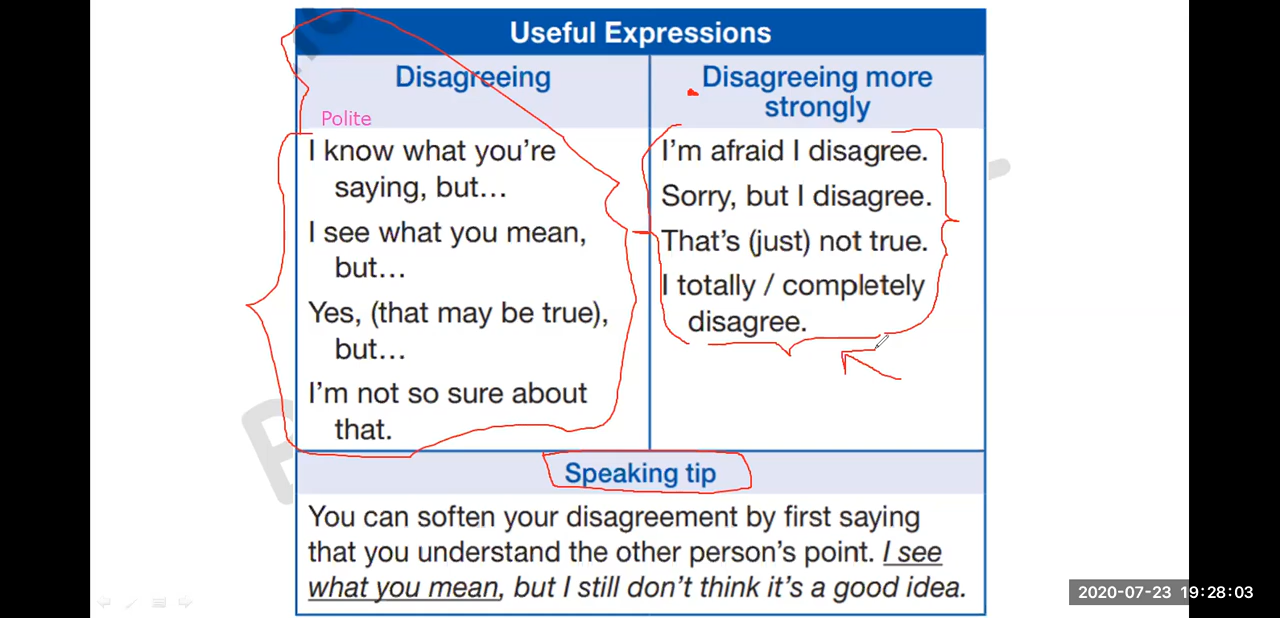 Useful Expressions
Disagreeing
Polite
I know what you're
saying, but...
I see what you mean,
but...
Yes, (that may be true),
but...
I'm not so sure about
that.
Disagreeing more
strongly
I'm afraid I disagree.
Sorry, but I disagree.
That's (just) not true.
I totally / completely
disagree.
Speaking tip
You can soften your disagreement by first saying
that you understand the other person's point. I see
what you mean, but I still don't think it's a good idea.
2020-07-23 19:28:03